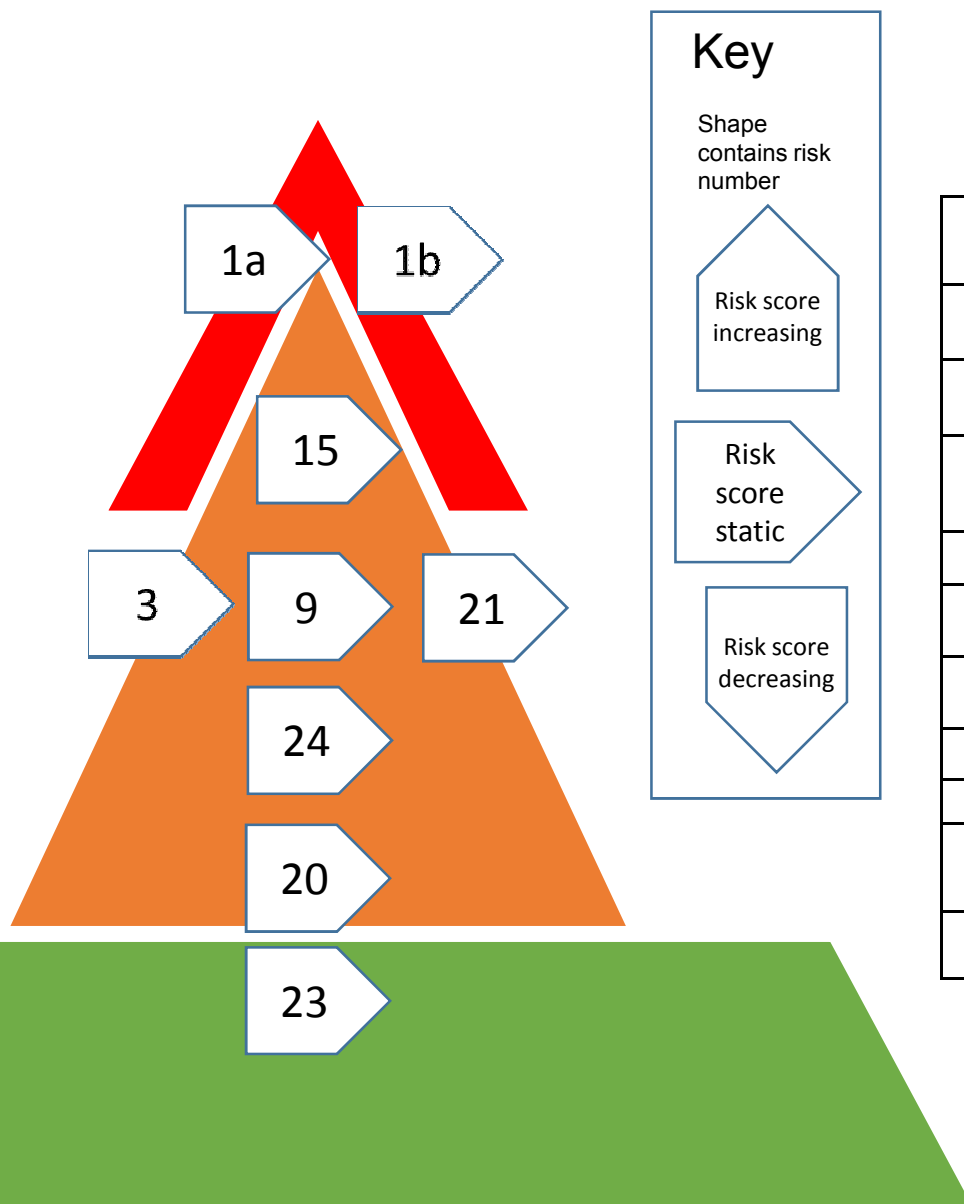 Key
Shape
contains risk
number
1a
1b
Risk score
increasing
15
Risk
score
static
3
9
21
Risk score
decreasing
24
20
23